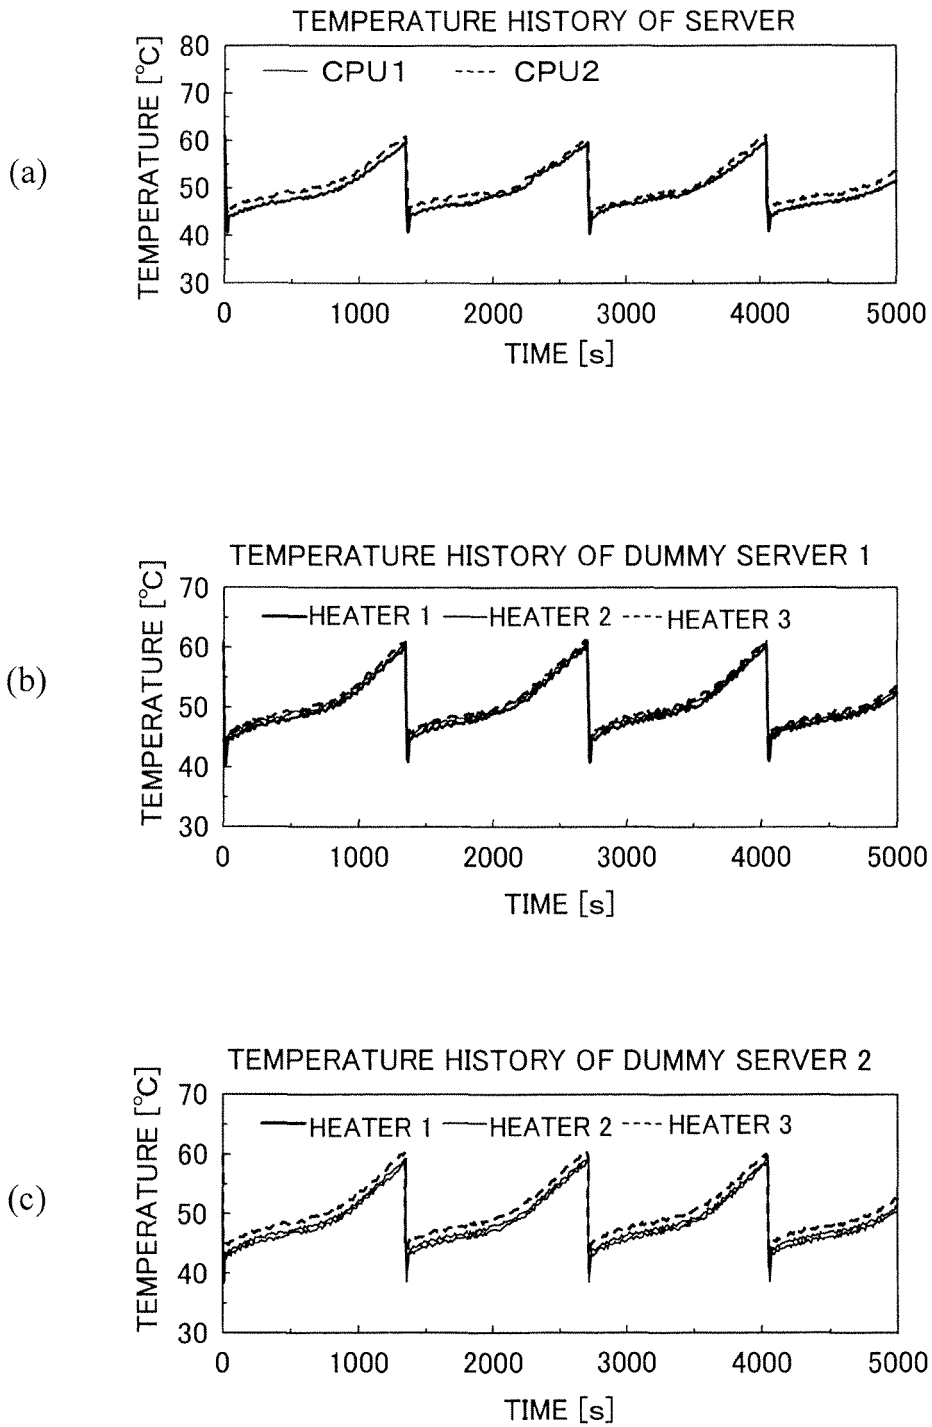 TEMPERATURE HISTORY OF SERVER
(a)
TEMPERATURE [℃]
80
70
60
50
40
30
CPU1 CPU2
0 1000 2000 3000 4000 5000
TIME [s]
TEMPERATURE HISTORY OF DUMMY SERVER 1
(b)
TEMPERATURE [℃]
70
60
50
40
30
HEATER 1 HEATER 2 HEATER 3
0 1000 2000 3000 4000 5000
TIME [s]
TEMPERATURE HISTORY OF DUMMY SERVER 2
(c)
TEMPERATURE [℃]
70
60
50
40
30
HEATER 1 HEATER 2 HEATER 3
0 1000 2000 3000 4000 5000
TIME [s]